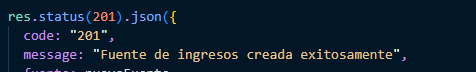 res.status(201).json({
code: "201",
message: "Fuente de ingresos creada exitosamente",